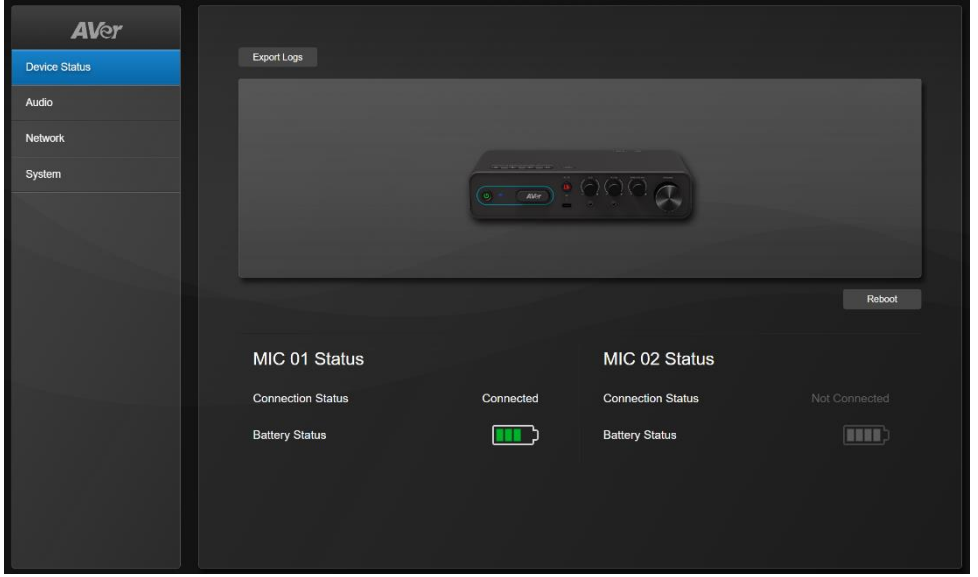 AVer
Device Status
Audio
Network
System
Export Logs
AVer
Reboot
MIC 01 Status
Connection Status Connected
Battery Status
MIC 02 Status
Connection Status Not Connected
Battery Status